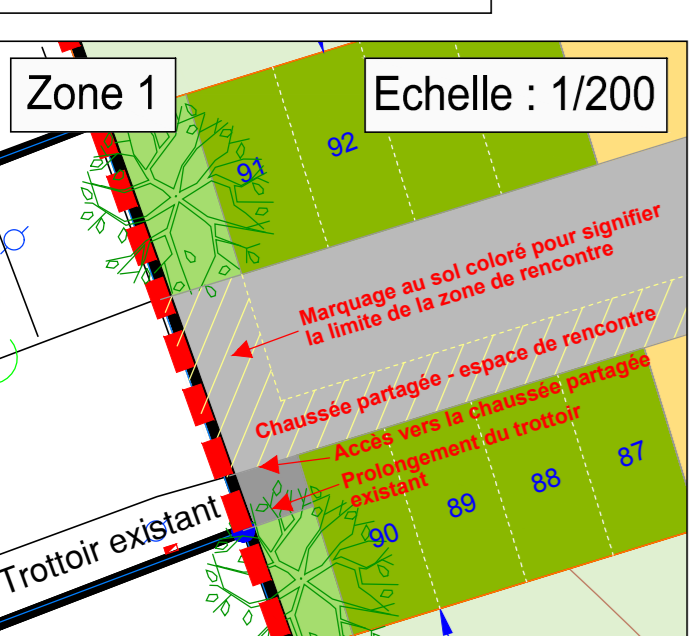 Zone 1
Echelle : 1/200
92
91
Marquage au sol coloré pour signifier
la limite de la zone de rencontre
Chaussée partagée - espace de rencontre
Accès vers la chaussée partagée
Prolongement du trottoir
existant
87
88
89
90
Trottoir existant